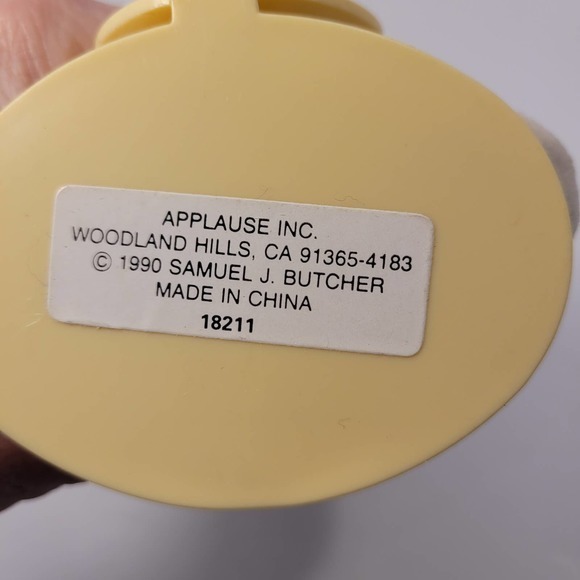 APPLAUSE INC.
WOODLAND HILLS, CA 91365-4183
© 1990 SAMUEL J. BUTCHER
MADE IN CHINA
18211